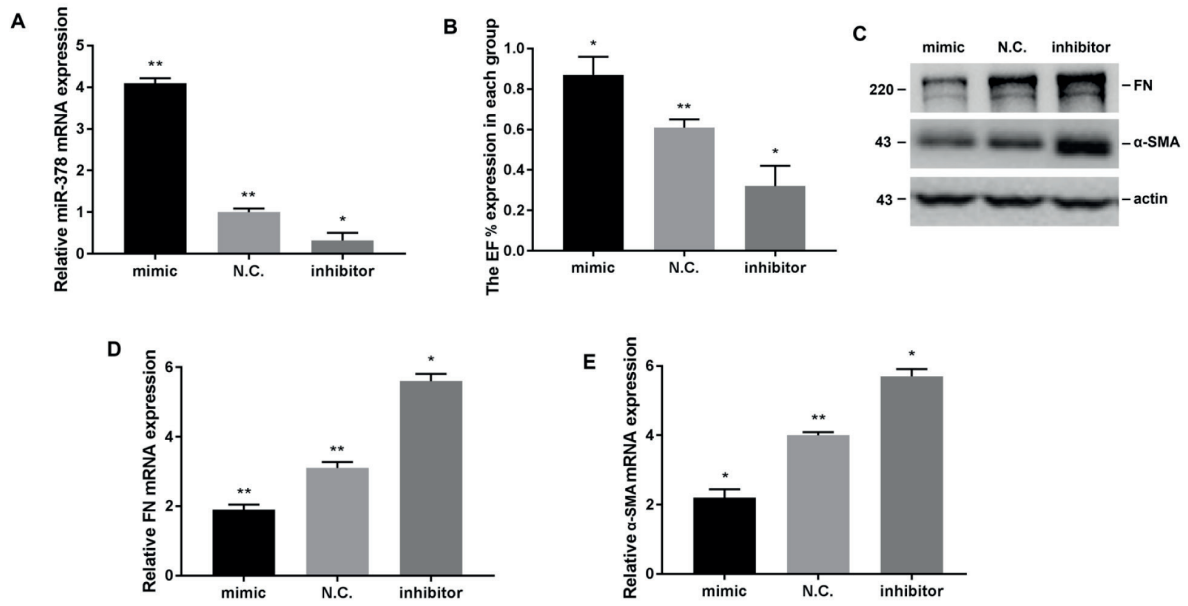 A
Relative miR-378 mRNA expression
5
4
3
2
1
0
**
**
*
mimic N.C. inhibitor
B
The EF % expression in each group
1.0
0.8
0.6
0.4
0.2
0.0
*
**
*
mimic N.C. inhibitor
C
mimic N.C. inhibitor
220 – – FN
43 – – α-SMA
43 – – actin
D
Relative FN mRNA expression
6
4
2
0
**
**
*
mimic N.C. inhibitor
E
Relative α-SMA mRNA expression
6
4
2
0
*
**
*
mimic N.C. inhibitor